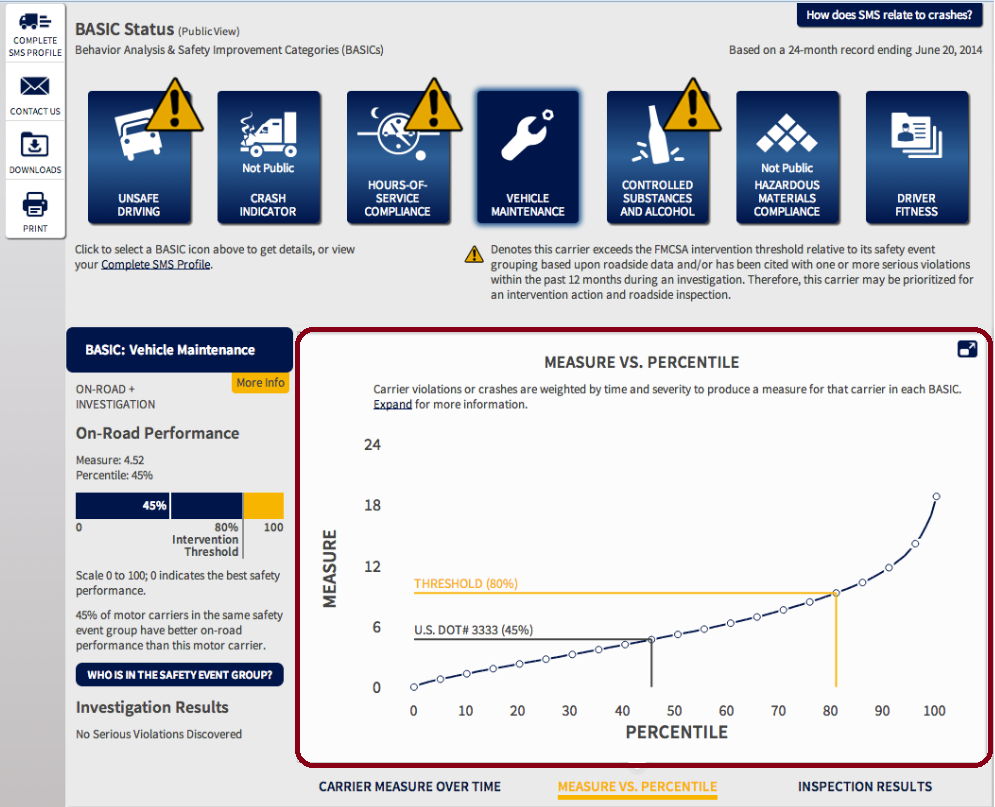 How does SMS relate to crashes?
COMPLETE
SMS PROFILE
CONTACT US
DOWNLOADS
PRINT
BASIC Status (Public View)
Behavior Analysis & Safety Improvement Categories (BASICs)
Based on a 24-month record ending June 20, 2014
UNSAFE
DRIVING
Not Public
CRASH
INDICATOR
HOURS-OF-
SERVICE
COMPLIANCE
VEHICLE
MAINTENANCE
CONTROLLED
SUBSTANCES
AND ALCOHOL
Not Public
HAZARDOUS
MATERIALS
COMPLIANCE
DRIVER
FITNESS
Click to select a BASIC icon above to get details, or view
your Complete SMS Profile.
Denotes this carrier exceeds the FMCSA intervention threshold relative to its safety event
grouping based upon roadside data and/or has been cited with one or more serious violations
within the past 12 months during an investigation. Therefore, this carrier may be prioritized for
an intervention action and roadside inspection.
BASIC: Vehicle Maintenance
More Info
ON-ROAD +
INVESTIGATION
On-Road Performance
Measure: 4.52
Percentile: 45%
45%
0 80% 100
Intervention
Threshold
Scale 0 to 100; 0 indicates the best safety
performance.
45% of motor carriers in the same safety
event group have better on-road
performance than this motor carrier.
WHO IS IN THE SAFETY EVENT GROUP?
Investigation Results
No Serious Violations Discovered
MEASURE VS. PERCENTILE
Carrier violations or crashes are weighted by time and severity to produce a measure for that carrier in each BASIC.
Expand for more information.
MEASURE
24
18
12
THRESHOLD (80%)
6
U.S. DOT# 3333 (45%)
0
0 10 20 30 40 50 60 70 80 90 100
PERCENTILE
CARRIER MEASURE OVER TIME
MEASURE VS. PERCENTILE
INSPECTION RESULTS